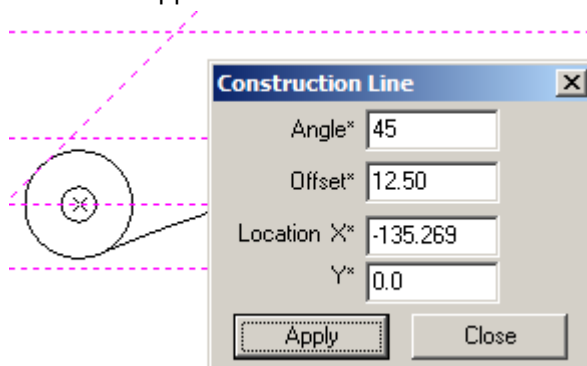 Construction Line
Angle* 45
Offset* 12.50
Location X* -135.269
Y* 0.0
Apply Close